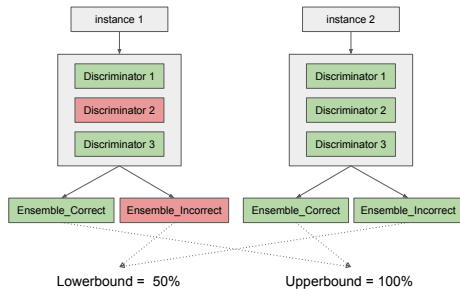 instance 1
instance 2
Discriminator 1
Discriminator 1
Discriminator 2
Discriminator 2
Discriminator 3
Discriminator 3
Ensemble_Correct
Ensemble_Incorrect
Ensemble_Correct
Ensemble_Incorrect
Lowerbound = 50%
Upperbound = 100%